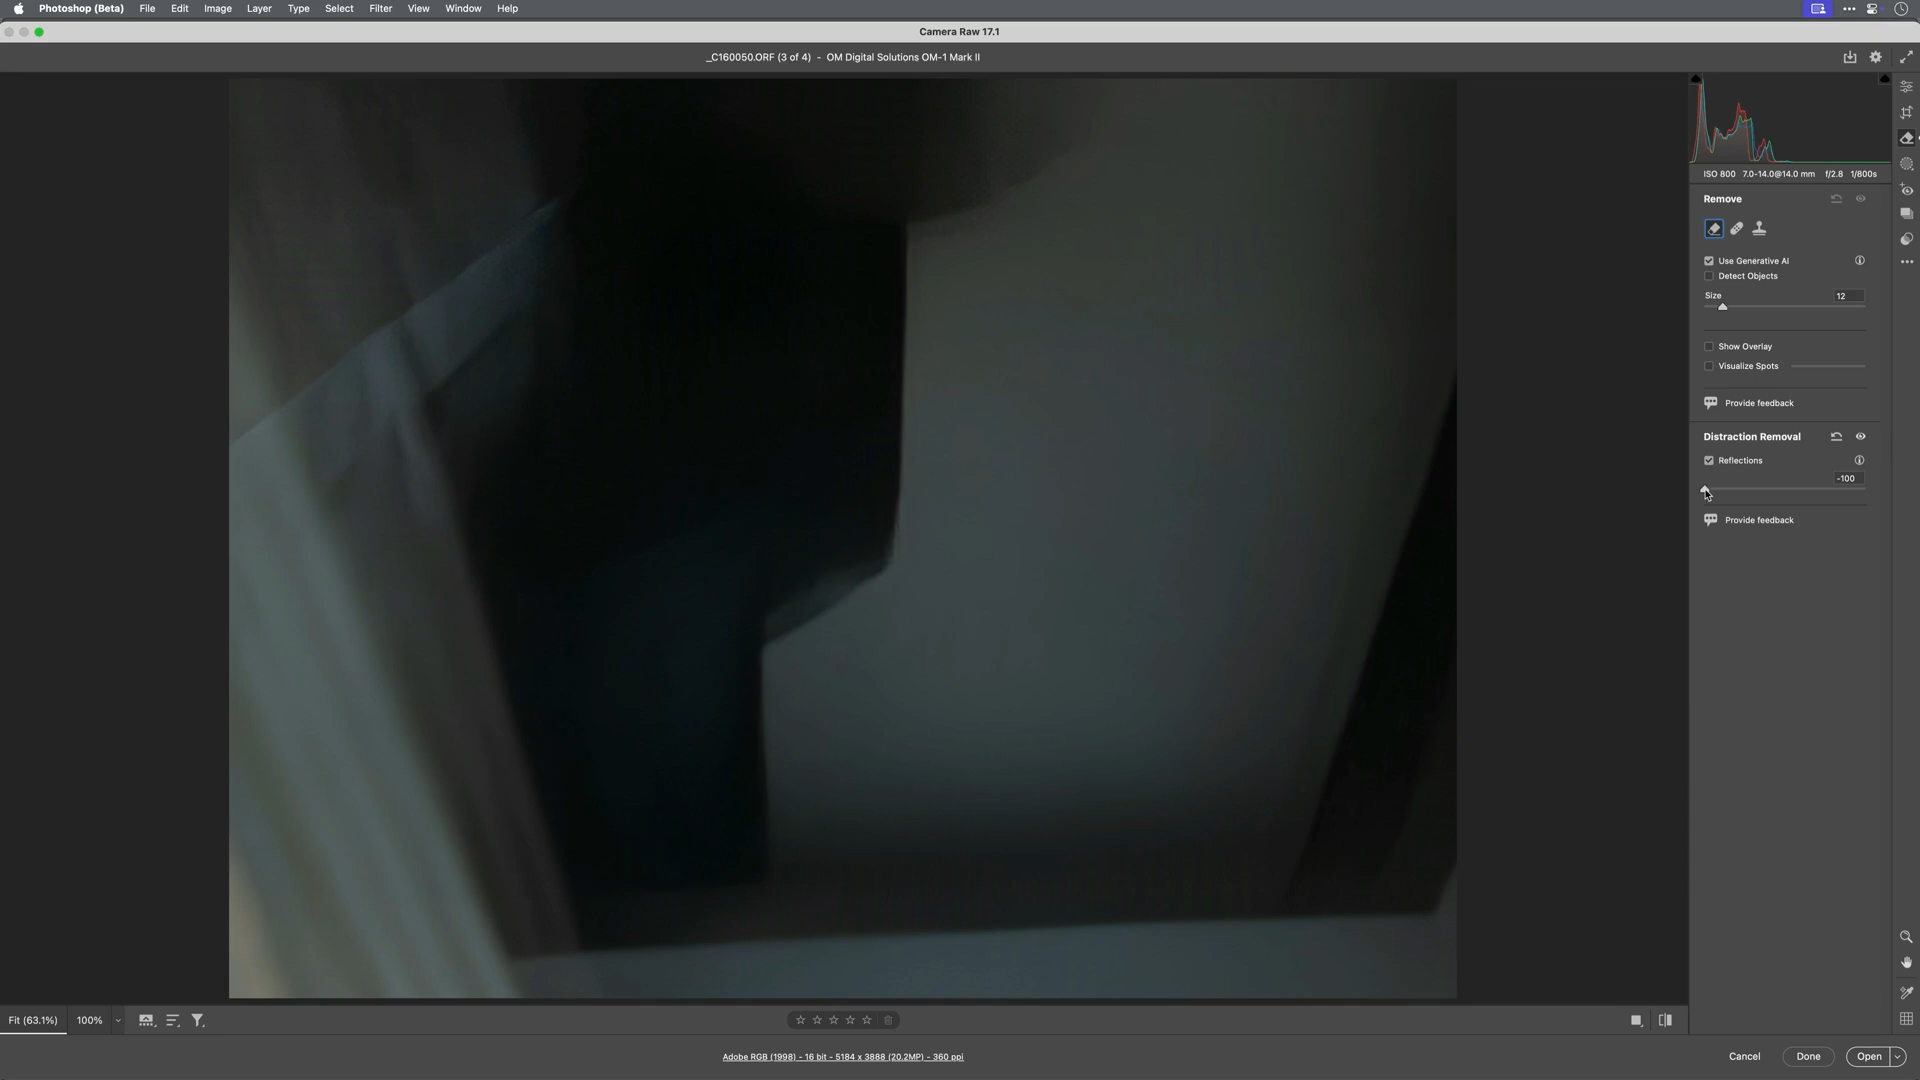 Photoshop (Beta) File Edit Image Layer Type Select Filter View Window Help
Camera Raw 17.1
_C160050.ORF (3 of 4) - OM Digital Solutions OM-1 Mark II
ISO 800 7.0-14.0@14.0 mm f/2.8 1/800s
Remove
Use Generative AI
Detect Objects
Size 12
Show Overlay
Visualize Spots
Provide feedback
Distraction Removal
Reflections
-100
Provide feedback
Fit (63.1%) 100%
Adobe RGB (1998) - 16 bit - 5184 x 3888 (20.2MP) - 360 ppi
Cancel Done Open